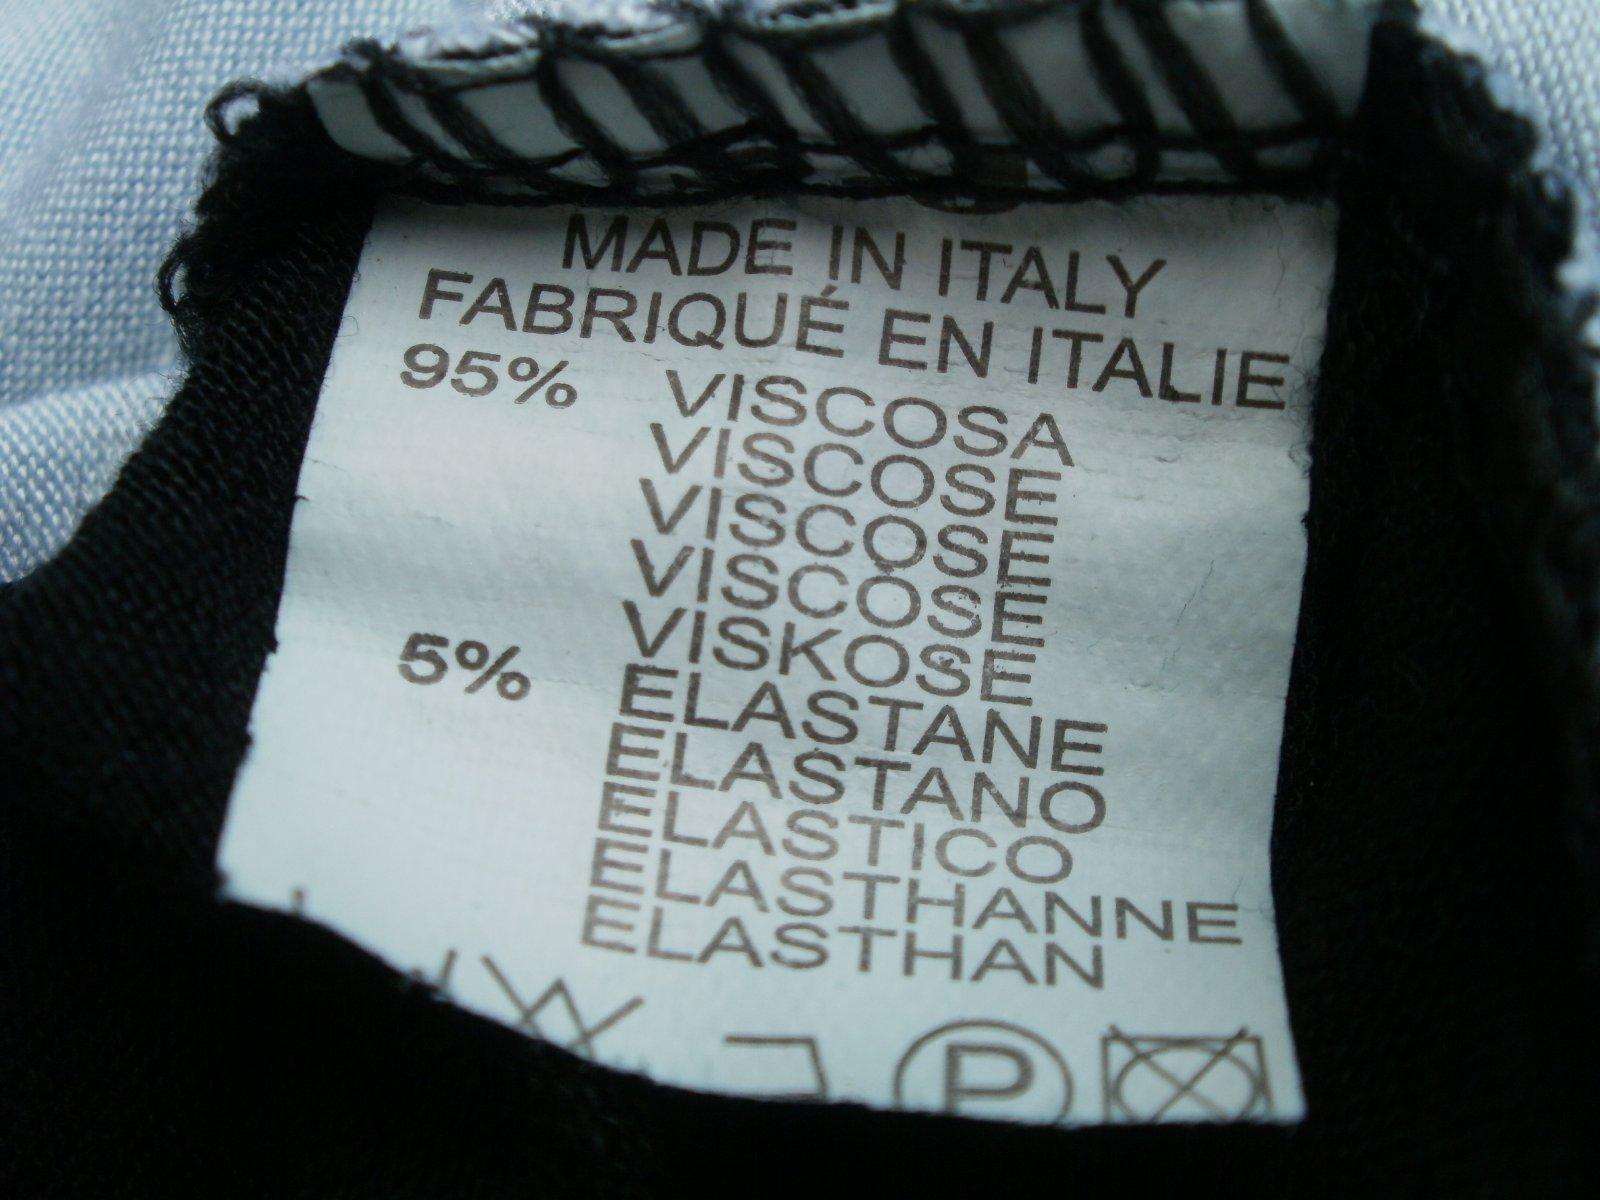 MADE IN ITALY
FABRIQUÉ EN ITALIE
95% VISCOSA
VISCOSE
VISCOSE
VISCOSE
VISKOSE
5% ELASTANE
ELASTANO
ELASTICO
ELASTHANNE
ELASTHAN
P